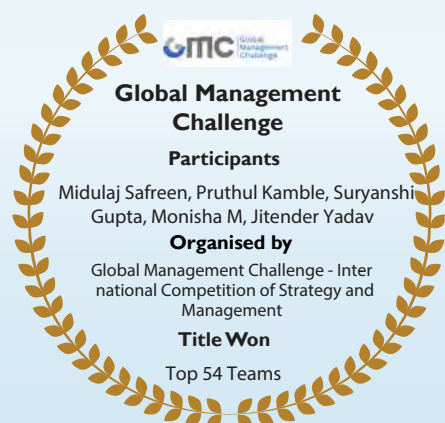 GMC Global
Management
Challenge
Global Management
Challenge
Participants
Midulaj Safreen, Pruthul Kamble, Suryanshi
Gupta, Monisha M, Jitender Yadav
Organised by
Global Management Challenge - Inter
national Competition of Strategy and
Management
Title Won
Top 54 Teams